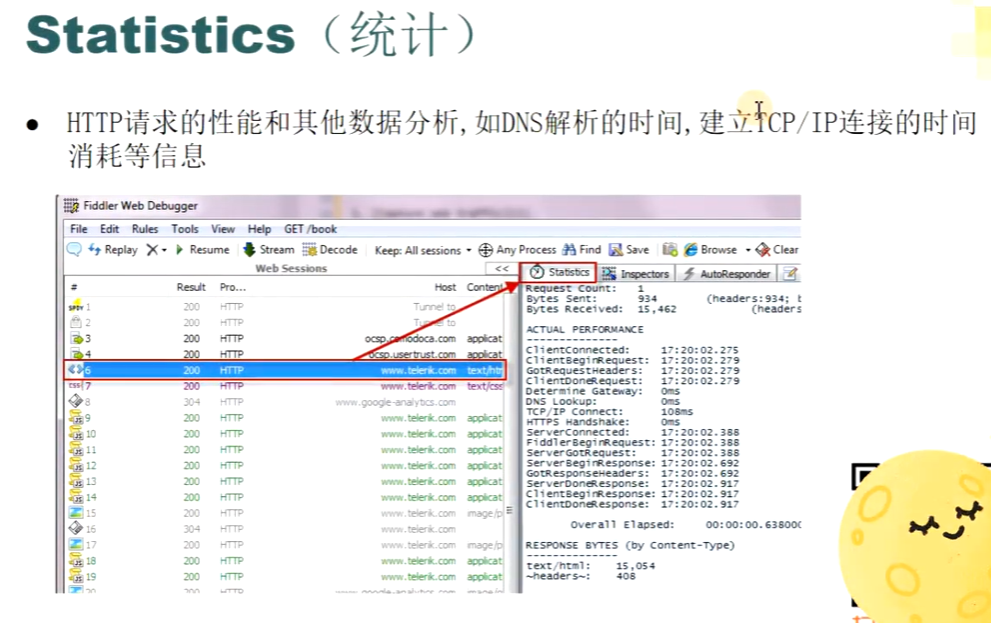 Statistics（统计）
● HTTP请求的性能和其他数据分析,如DNS解析的时间,建立TCP/IP连接的时间
消耗等信息
Fiddler Web Debugger
File Edit Rules Tools View Help GET /book
Replay Resume Stream Decode Keep: All sessions Any Process Find Save Browse Clear
Web Sessions << Statistics Inspectors AutoResponder
# Result Pro... Host Content
1 200 HTTP Tunnel to
2 200 HTTP Tunnel to
3 200 HTTP ocsp.comodoca.com applicat
4 200 HTTP ocsp.usertrust.com applicat
6 200 HTTP www.telerik.com text/htm
7 200 HTTP www.telerik.com text/css
8 304 HTTP www.google-analytics.com
9 200 HTTP www.telerik.com applicat
10 200 HTTP www.telerik.com applicat
11 200 HTTP www.telerik.com applicat
12 200 HTTP www.telerik.com applicat
13 200 HTTP www.telerik.com applicat
14 200 HTTP www.telerik.com applicat
15 200 HTTP www.telerik.com image/p
16 304 HTTP www.telerik.com
17 200 HTTP www.telerik.com image/p
18 200 HTTP www.telerik.com applicat
19 200 HTTP www.telerik.com applicat
Request Count: 1
Bytes Sent: 934 (headers:934; b
Bytes Received: 15,462 (headers
ACTUAL PERFORMANCE
--------------
ClientConnected: 17:20:02.275
ClientBeginRequest: 17:20:02.279
GotRequestHeaders: 17:20:02.279
ClientDoneRequest: 17:20:02.279
Determine Gateway: 0ms
DNS Lookup: 0ms
TCP/IP Connect: 108ms
HTTPS Handshake: 0ms
ServerConnected: 17:20:02.388
FiddlerBeginRequest: 17:20:02.388
ServerGotRequest: 17:20:02.388
ServerBeginResponse: 17:20:02.692
GotResponseHeaders: 17:20:02.692
ServerDoneResponse: 17:20:02.917
ClientBeginResponse: 17:20:02.917
ClientDoneResponse: 17:20:02.917
Overall Elapsed: 00:00:00.638000
RESPONSE BYTES (by Content-Type)
--------------
text/html: 15,054
~headers~: 408